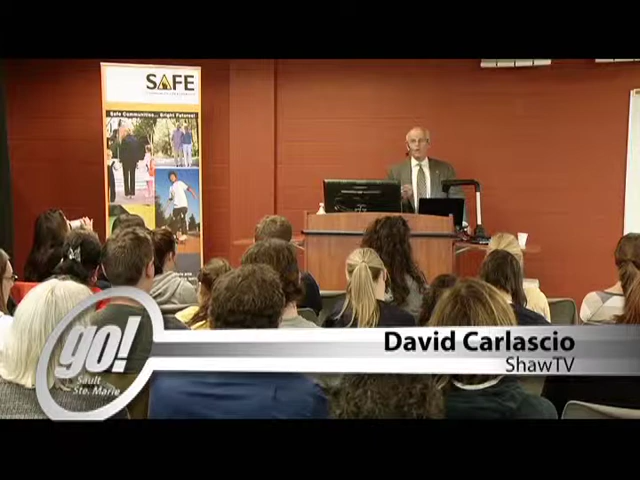 SAFE
Safe Communities... Bright Futures!
David Carlascio
ShawTV
go!
Sault
Ste. Marie